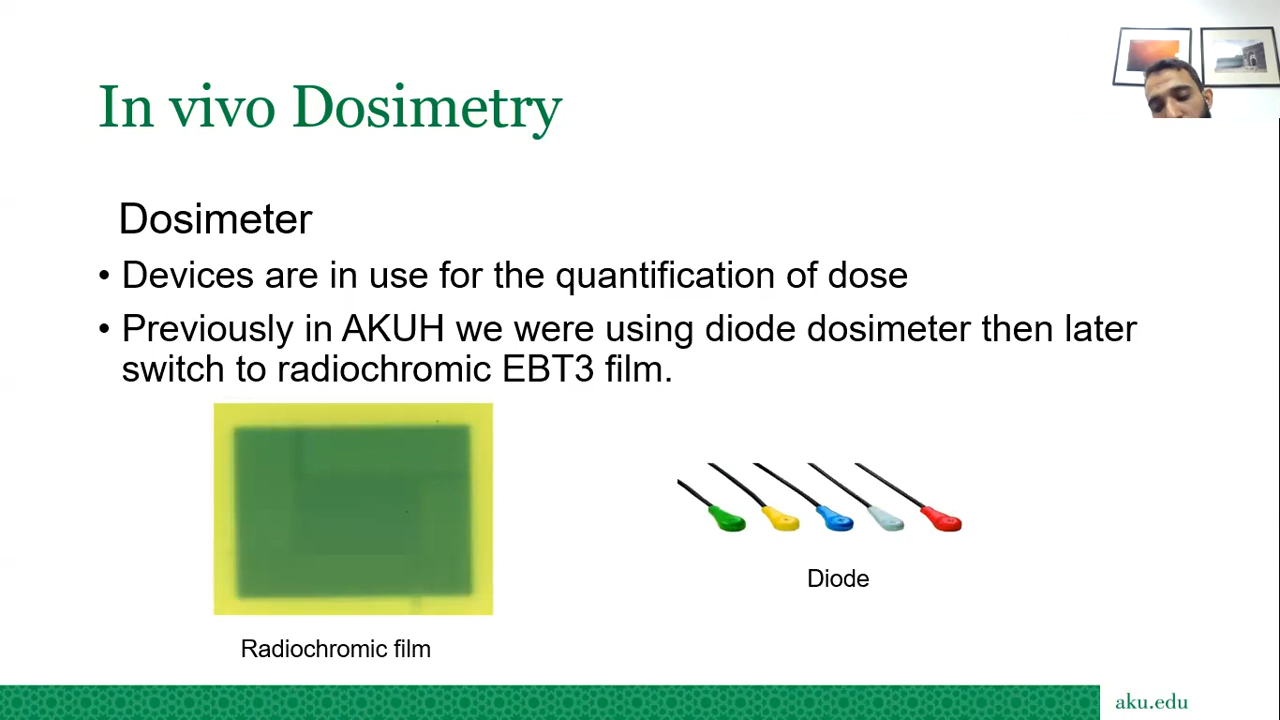 In vivo Dosimetry
Dosimeter
• Devices are in use for the quantification of dose
• Previously in AKUH we were using diode dosimeter then later
switch to radiochromic EBT3 film.
Diode
Radiochromic film
aku.edu